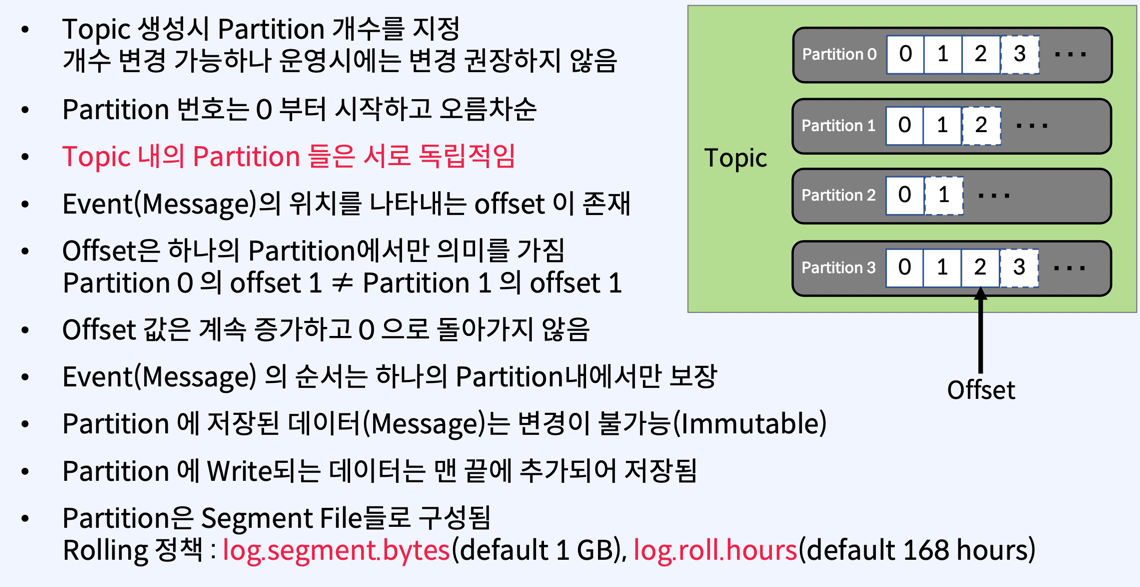 • Topic 생성시 Partition 개수를 지정
개수 변경 가능하나 운영시에는 변경 권장하지 않음
• Partition 번호는 0 부터 시작하고 오름차순
• Topic 내의 Partition 들은 서로 독립적임
• Event(Message)의 위치를 나타내는 offset 이 존재
• Offset은 하나의 Partition에서만 의미를 가짐
Partition 0 의 offset 1 ≠ Partition 1 의 offset 1
• Offset 값은 계속 증가하고 0 으로 돌아가지 않음
• Event(Message) 의 순서는 하나의 Partition내에서만 보장
• Partition 에 저장된 데이터(Message)는 변경이 불가능(Immutable)
• Partition 에 Write되는 데이터는 맨 끝에 추가되어 저장됨
• Partition은 Segment File들로 구성됨
Rolling 정책 : log.segment.bytes(default 1 GB), log.roll.hours(default 168 hours)
Topic
Partition 0 0 1 2 3 ···
Partition 1 0 1 2 ···
Partition 2 0 1 ···
Partition 3 0 1 2 3 ···
Offset